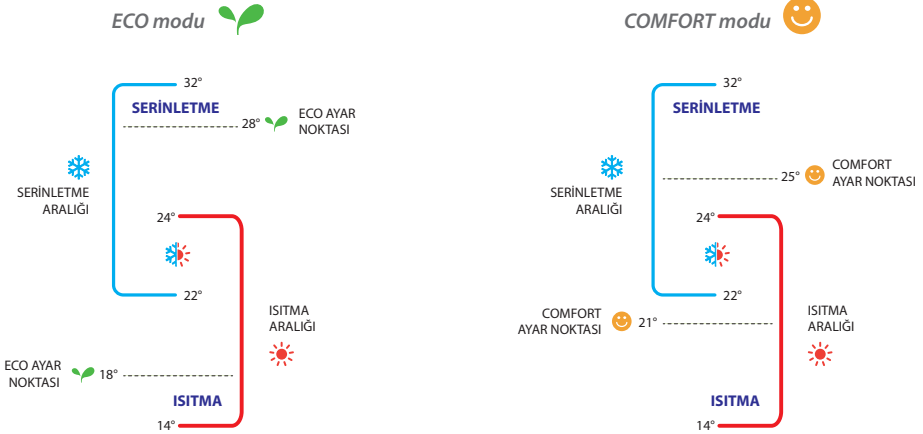 ECO modu
32°
SERİNLETME
28°
ECO AYAR
NOKTASI
SERİNLETME
ARALIĞI
24°
22°
ISITMA
ARALIĞI
ECO AYAR
NOKTASI
18°
ISITMA
14°
COMFORT modu
32°
SERİNLETME
25°
COMFORT
AYAR NOKTASI
SERİNLETME
ARALIĞI
24°
22°
COMFORT
AYAR NOKTASI
21°
ISITMA
ARALIĞI
ISITMA
14°